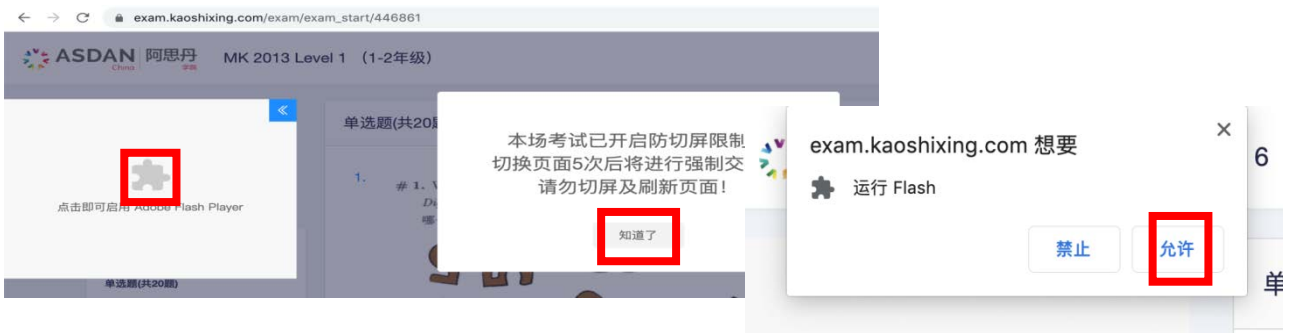 exam.kaoshixing.com/exam/exam_start/446861
ASDAN 阿思丹
China 学院
MK 2013 Level 1 （1-2年级）
点击即可启用 Adobe Flash Player
单选题(共20题)
单选题(共20
1.
# 1.
哪
本场考试已开启防切屏限制
切换页面5次后将进行强制交
请勿切屏及刷新页面！
知道了
exam.kaoshixing.com 想要
运行 Flash
禁止
允许
6
单